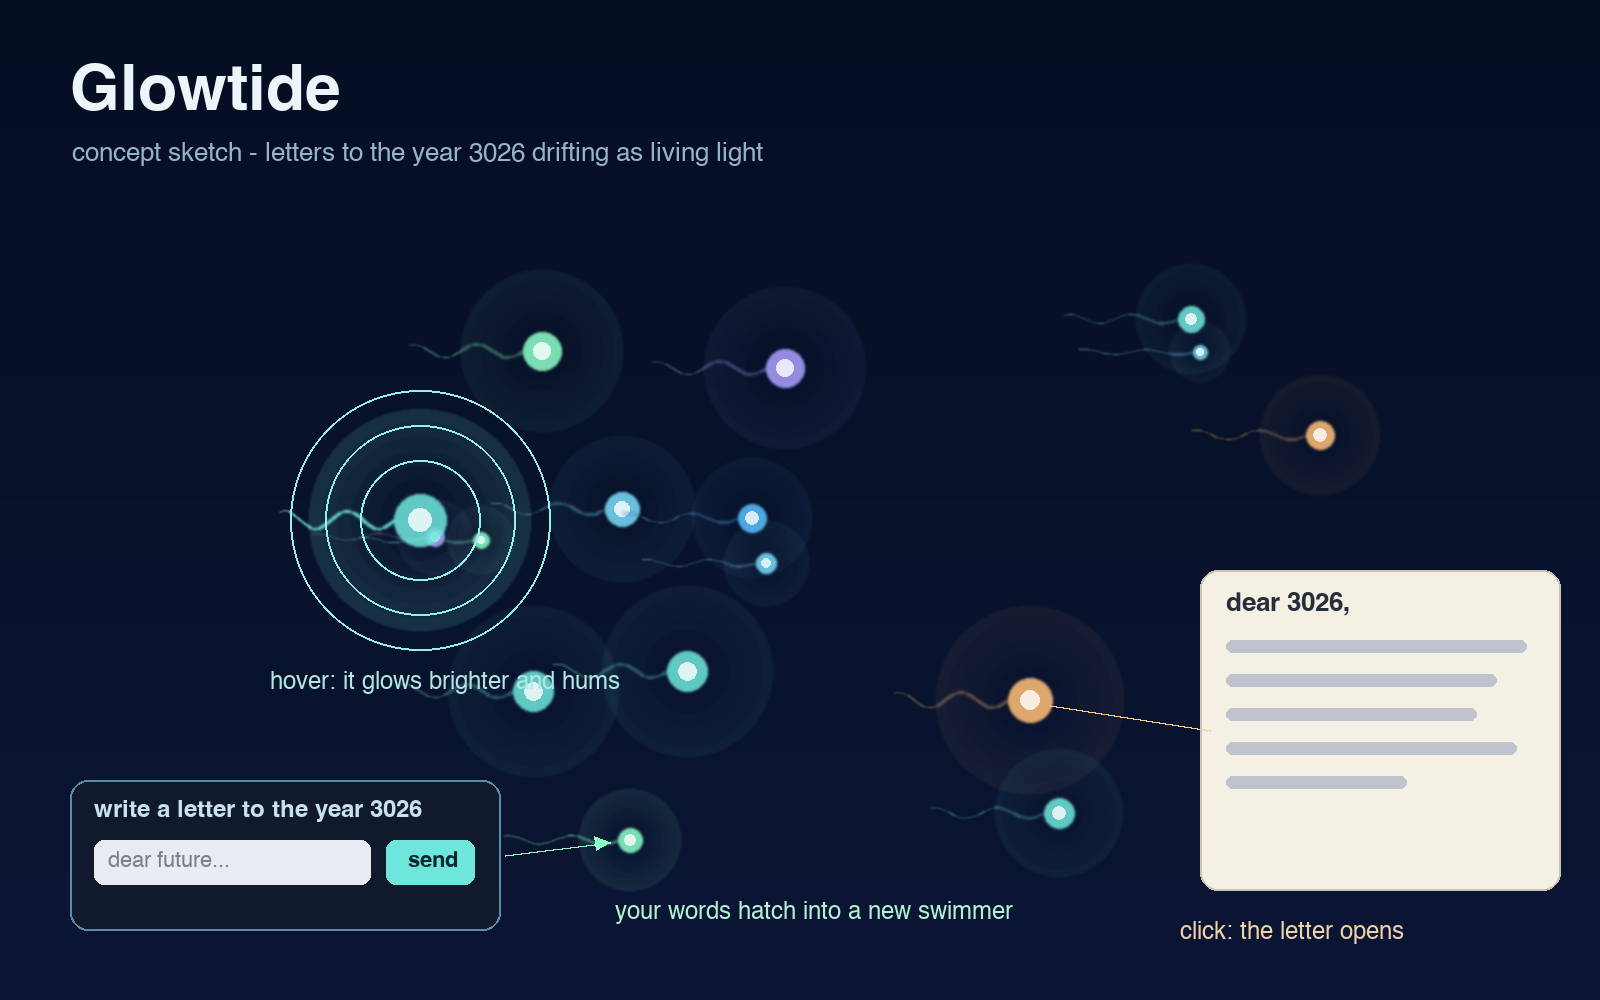 Glowtide
concept sketch - letters to the year 3026 drifting as living light
dear 3026,
hover: it glows brighter and hums
write a letter to the year 3026
dear future...
send
your words hatch into a new swimmer
click: the letter opens